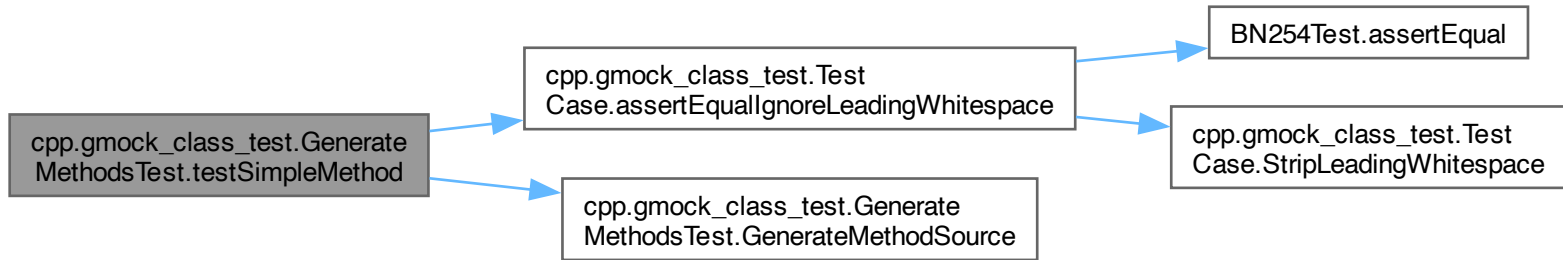 cpp.gmock_class_test.Generate
MethodsTest.testSimpleMethod
cpp.gmock_class_test.Test
Case.assertEqualIgnoreLeadingWhitespace
BN254Test.assertEqual
cpp.gmock_class_test.Test
Case.StripLeadingWhitespace
cpp.gmock_class_test.Generate
MethodsTest.GenerateMethodSource